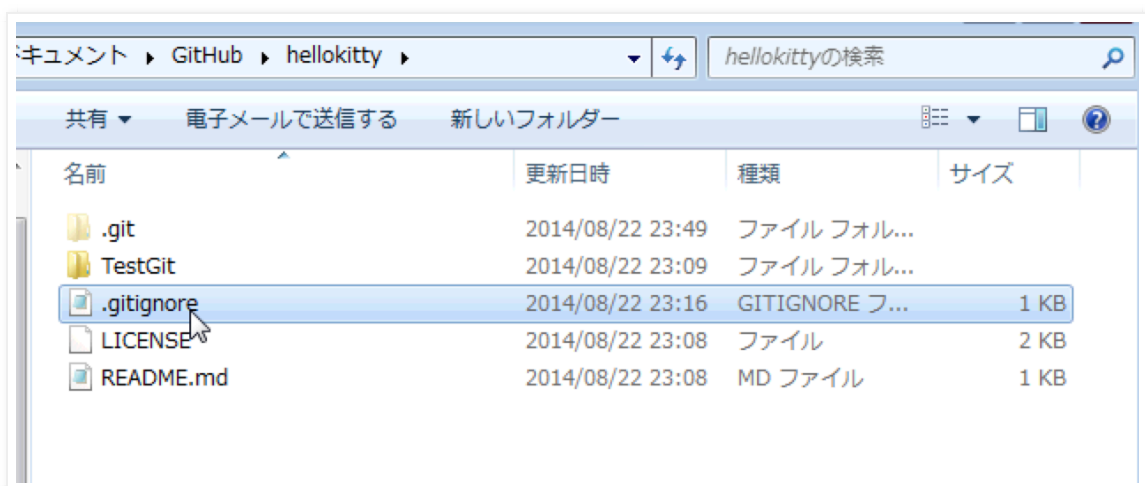 ドキュメント ▸ GitHub ▸ hellokitty ▸ hellokittyの検索
共有 ▼ 電子メールで送信する 新しいフォルダー
名前 更新日時 種類 サイズ
.git 2014/08/22 23:49 ファイル フォル...
TestGit 2014/08/22 23:09 ファイル フォル...
.gitignore 2014/08/22 23:16 GITIGNORE フ... 1 KB
LICENSE 2014/08/22 23:08 ファイル 2 KB
README.md 2014/08/22 23:08 MD ファイル 1 KB